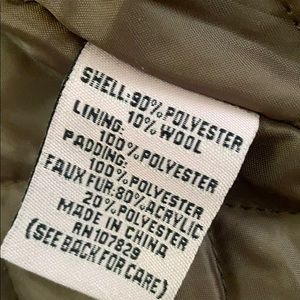 SHELL:90%POLYESTER
10%WOOL
LINING:
100%POLYESTER
PADDING:
100%POLYESTER
FAUX FUR:80%ACRYLIC
20%POLYESTER
MADE IN CHINA
RN107829
(SEE BACK FOR CARE)